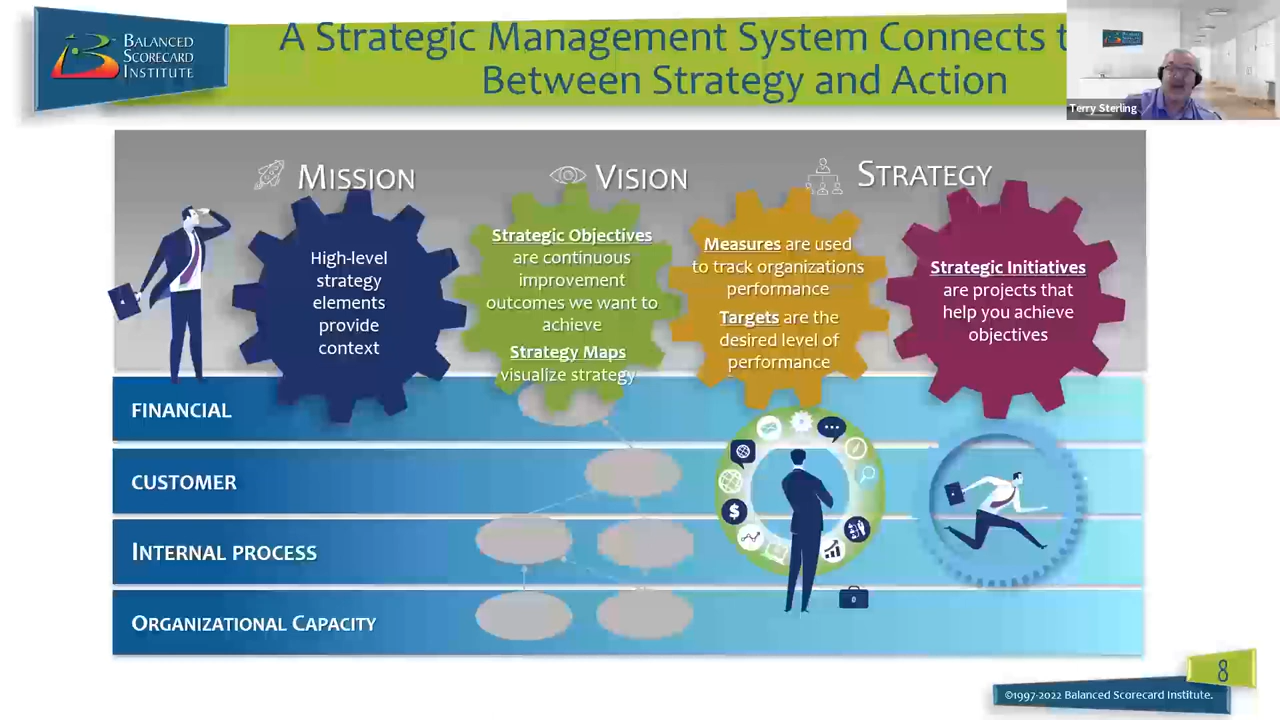 BALANCED
SCORECARD
INSTITUTE
A Strategic Management System Connects t
Between Strategy and Action
Terry Sterling
MISSION
VISION
STRATEGY
High-level
strategy
elements
provide
context
Strategic Objectives
are continuous
improvement
outcomes we want to
achieve
Strategy Maps
visualize strategy
Measures are used
to track organizations
performance
Targets are the
desired level of
performance
Strategic Initiatives
are projects that
help you achieve
objectives
FINANCIAL
CUSTOMER
INTERNAL PROCESS
ORGANIZATIONAL CAPACITY
8
©1997-2022 Balanced Scorecard Institute.